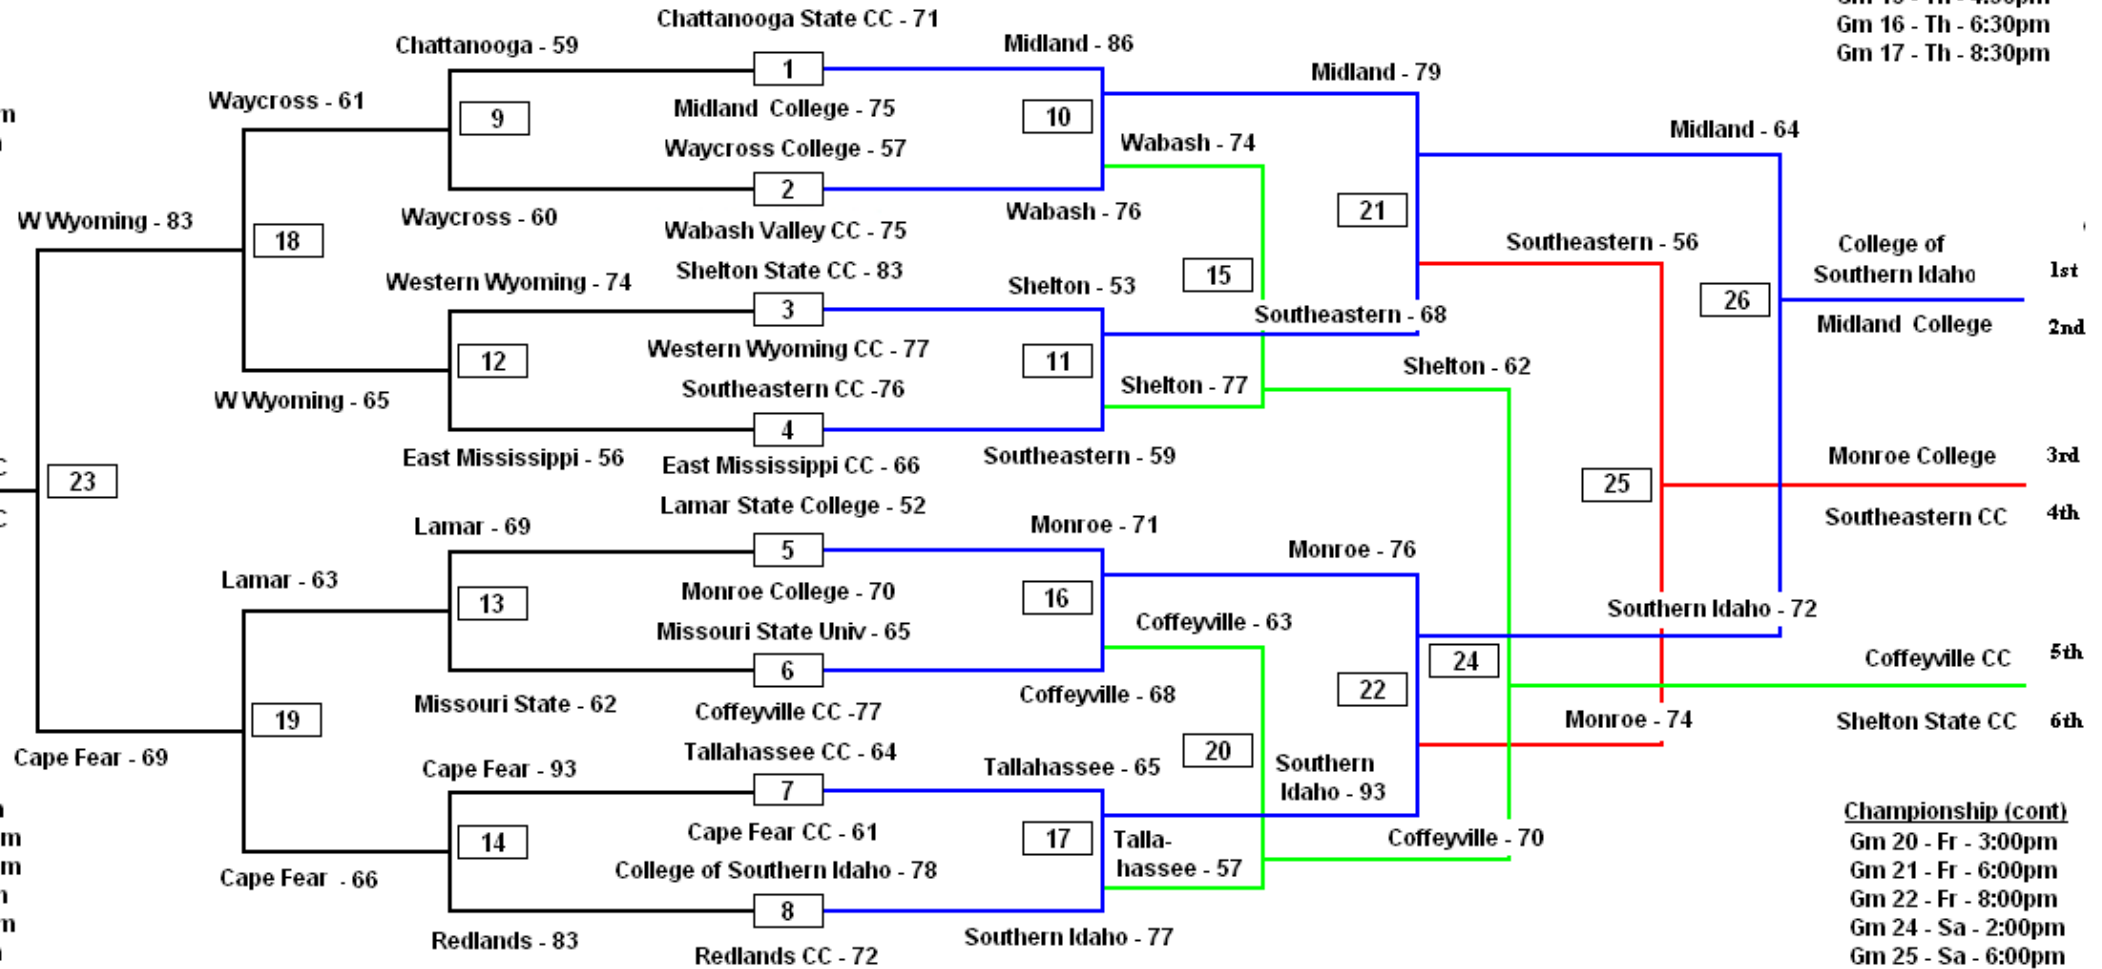 Chattanooga State CC - 71
Gm 16 - Th - 6:30pm
Gm 17 - Th - 8:30pm
Chattanooga - 59
Midland - 86
1
Midland - 79
Waycross - 61
Midland College - 75
9
10
Midland - 64
Waycross College - 57
Wabash - 74
2
W Wyoming - 83
Waycross - 60
Wabash - 76
21
18
Wabash Valley CC - 75
Southeastern - 56
College of
Southern Idaho
1st
Shelton State CC - 83
Western Wyoming - 74
Shelton - 53
15
3
26
Southeastern - 68
Midland College
2nd
Western Wyoming CC - 77
12
11
Shelton - 62
Southeastern CC -76
Shelton - 77
W Wyoming - 65
4
East Mississippi - 56
East Mississippi CC - 66
Southeastern - 59
Monroe College
3rd
23
25
Lamar State College - 52
Southeastern CC
4th
Lamar - 69
Monroe - 71
5
Monroe - 76
Lamar - 63
Monroe College - 70
13
16
Southern Idaho - 72
Missouri State Univ - 65
Coffeyville - 63
6
24
Coffeyville CC
5th
Missouri State - 62
Coffeyville - 68
22
Coffeyville CC -77
19
Monroe - 74
Shelton State CC
6th
Cape Fear - 69
Tallahassee CC - 64
20
Cape Fear - 93
Tallahassee - 65
Southern
Idaho - 93
7
Championship (cont)
Cape Fear CC - 61
14
17
Talla-
hassee - 57
Coffeyville - 70
Gm 20 - Fr - 3:00pm
Cape Fear - 66
College of Southern Idaho - 78
Gm 21 - Fr - 6:00pm
8
Gm 22 - Fr - 8:00pm
Redlands - 83
Southern Idaho - 77
Gm 24 - Sa - 2:00pm
Redlands CC - 72
Gm 25 - Sa - 6:00pm